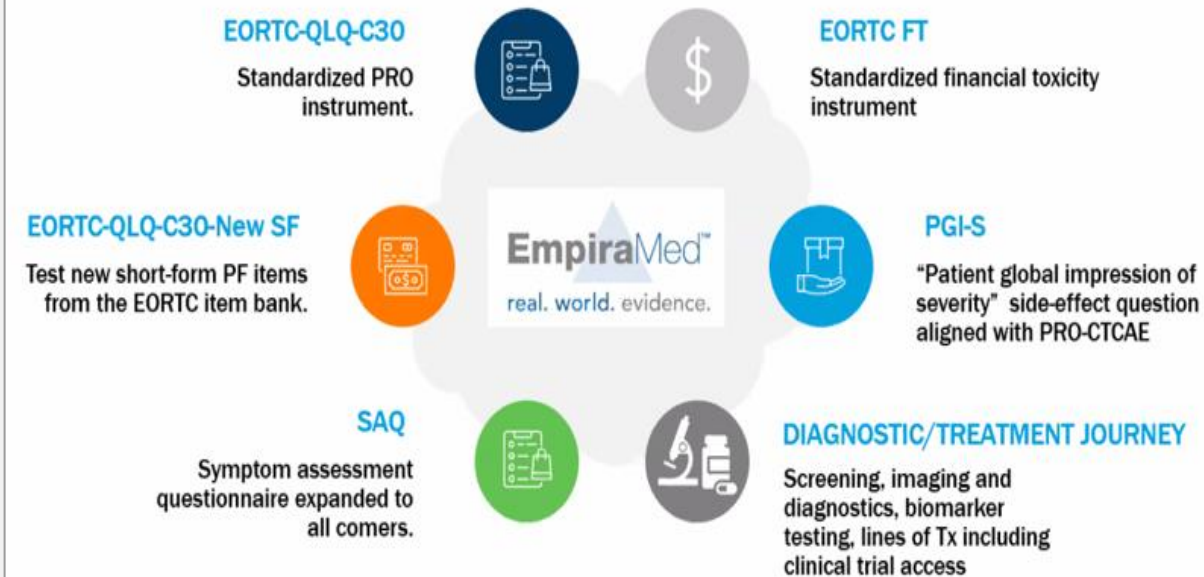 EORTC-QLQ-C30
Standardized PRO
instrument.
EORTC FT
Standardized financial toxicity
instrument
EORTC-QLQ-C30-New SF
Test new short-form PF items
from the EORTC item bank.
EmpiraMed™
real. world. evidence.
PGI-S
“Patient global impression of
severity” side-effect question
aligned with PRO-CTCAE
SAQ
Symptom assessment
questionnaire expanded to
all comers.
DIAGNOSTIC/TREATMENT JOURNEY
Screening, imaging and
diagnostics, biomarker
testing, lines of Tx including
clinical trial access